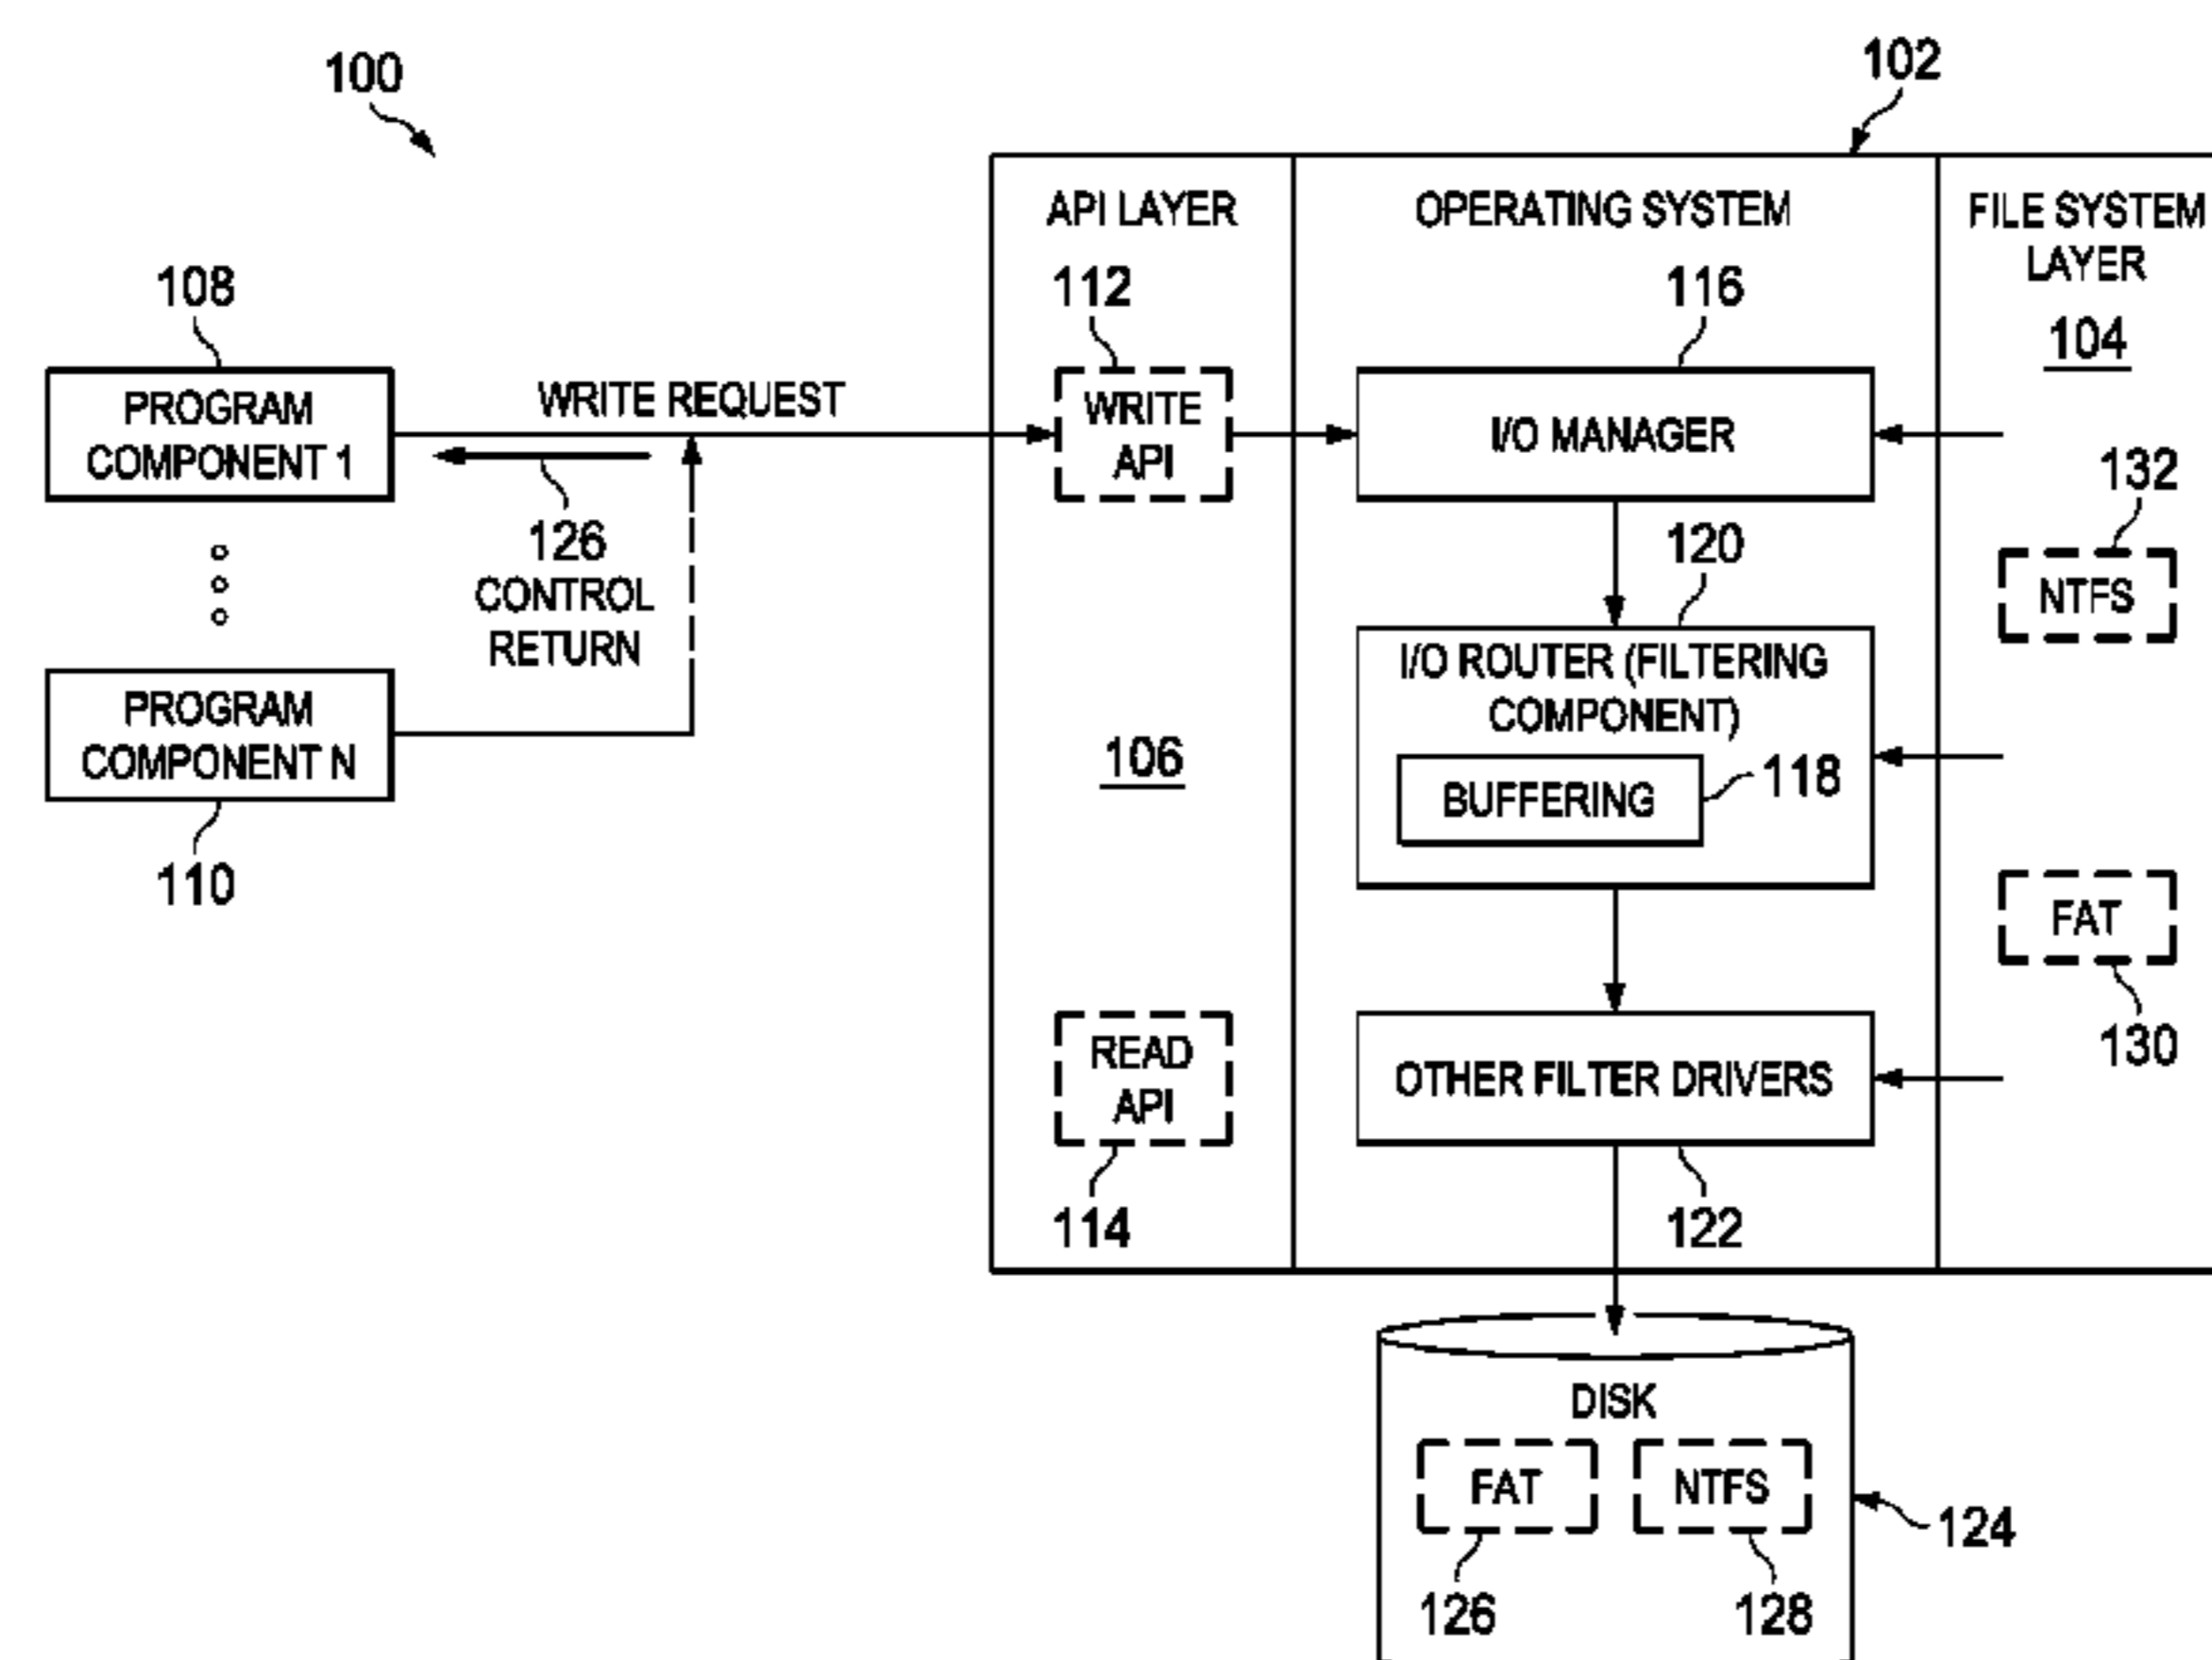 100
102
API LAYER
OPERATING SYSTEM
FILE SYSTEM
LAYER
104
108
112
116
PROGRAM
COMPONENT 1
WRITE REQUEST
WRITE
API
I/O MANAGER
132
NTFS
126
CONTROL
RETURN
120
I/O ROUTER (FILTERING
COMPONENT)
BUFFERING
118
106
PROGRAM
COMPONENT N
110
FAT
130
READ
API
114
OTHER FILTER DRIVERS
122
DISK
FAT
NTFS
124
126
128